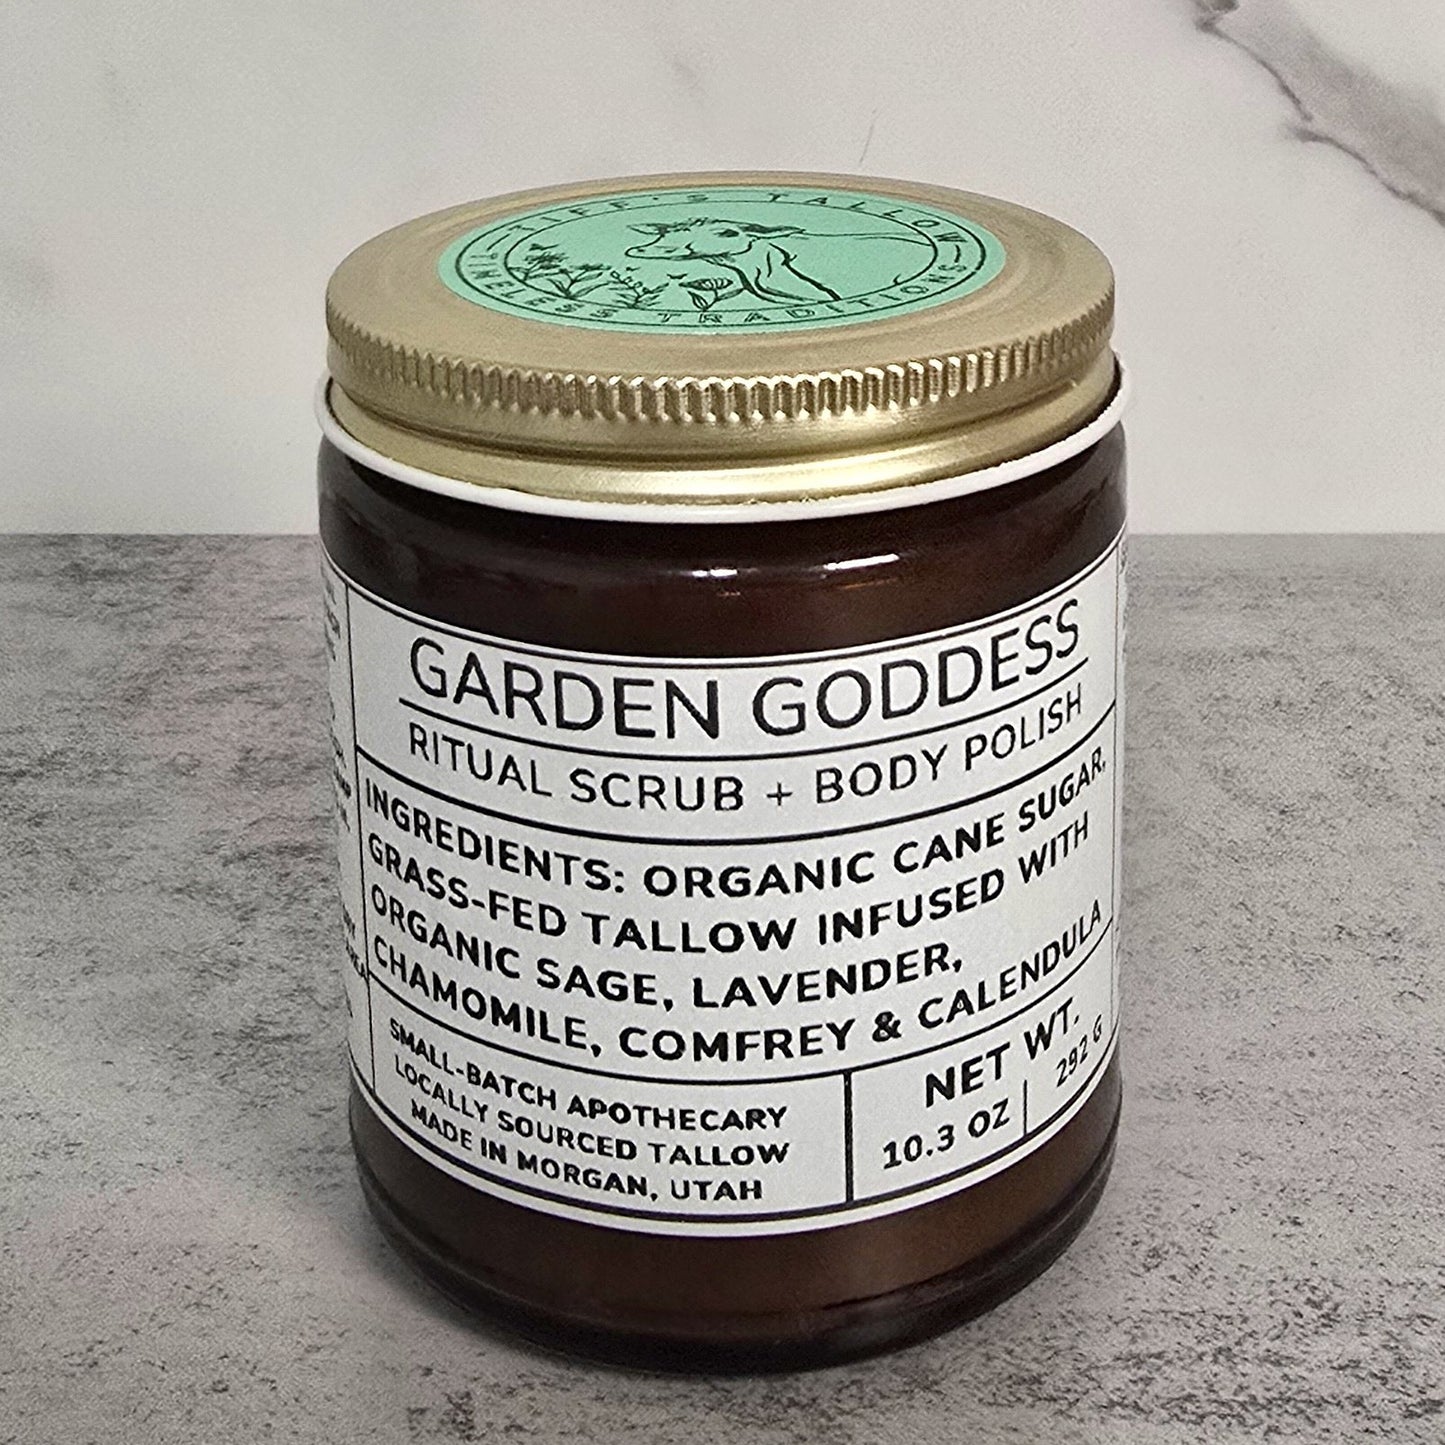 TIFF'S TALLOW
TIMELESS TRADITIONS
GARDEN GODDESS
RITUAL SCRUB + BODY POLISH
INGREDIENTS: ORGANIC CANE SUGAR,
GRASS-FED TALLOW INFUSED WITH
ORGANIC SAGE, LAVENDER,
CHAMOMILE, COMFREY & CALENDULA
SMALL-BATCH APOTHECARY
LOCALLY SOURCED TALLOW
MADE IN MORGAN, UTAH
NET WT.
10.3 OZ | 292 G